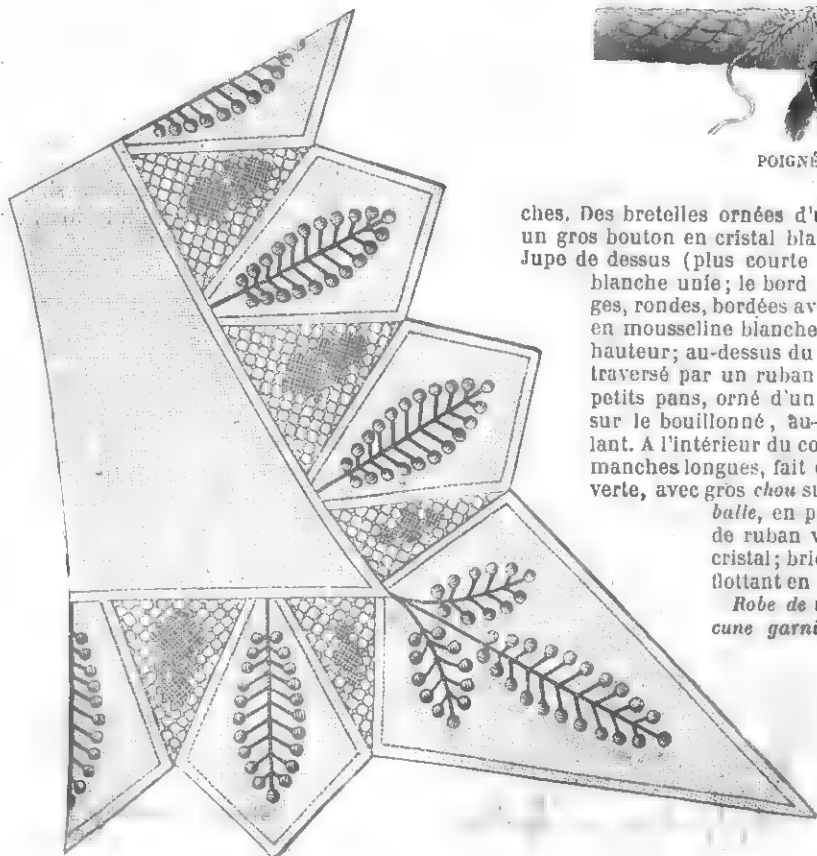 POIGNÉ
ches. Des bretelles ornées d'u
un gros bouton en cristal bla
Jupe de dessus (plus courte
blanche unie; le bord
ges, rondes, bordées av
en mousseline blanche
hauteur; au-dessus du
traversé par un ruban
petits pans, orné d'un
sur le bouillonné, au-
lant. A l'intérieur du co
manches longues, fait
verte, avec gros chou su
balle, en p
de ruban v
cristal; brid
flottant en
Robe de
cune garni